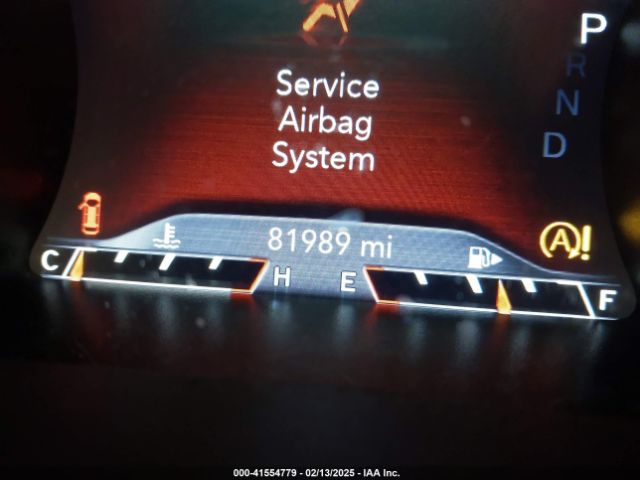 P
R
N
D
Service
Airbag
System
81989 mi
A!
C H E F
000-41554779 - 02/13/2025 - IAA Inc.